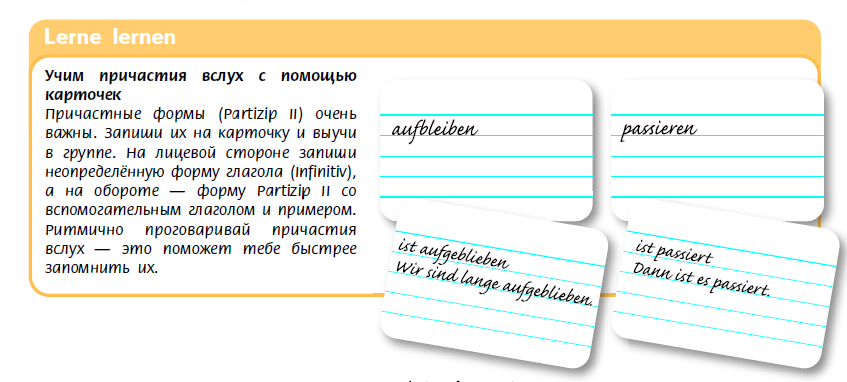 Lerne lernen
Учим причастия вслух с помощью
карточек
Причастные формы (Partizip II) очень
важны. Запиши их на карточку и выучи
в группе. На лицевой стороне запиши
неопределённую форму глагола (Infinitiv),
а на обороте — форму Partizip II со
вспомогательным глаголом и примером.
Ритмично проговаривай причастия
вслух — это поможет тебе быстрее
запомнить их.
aufbleiben
passieren
ist aufgeblieben
Wir sind lange aufgeblieben.
ist passiert
Dann ist es passiert.